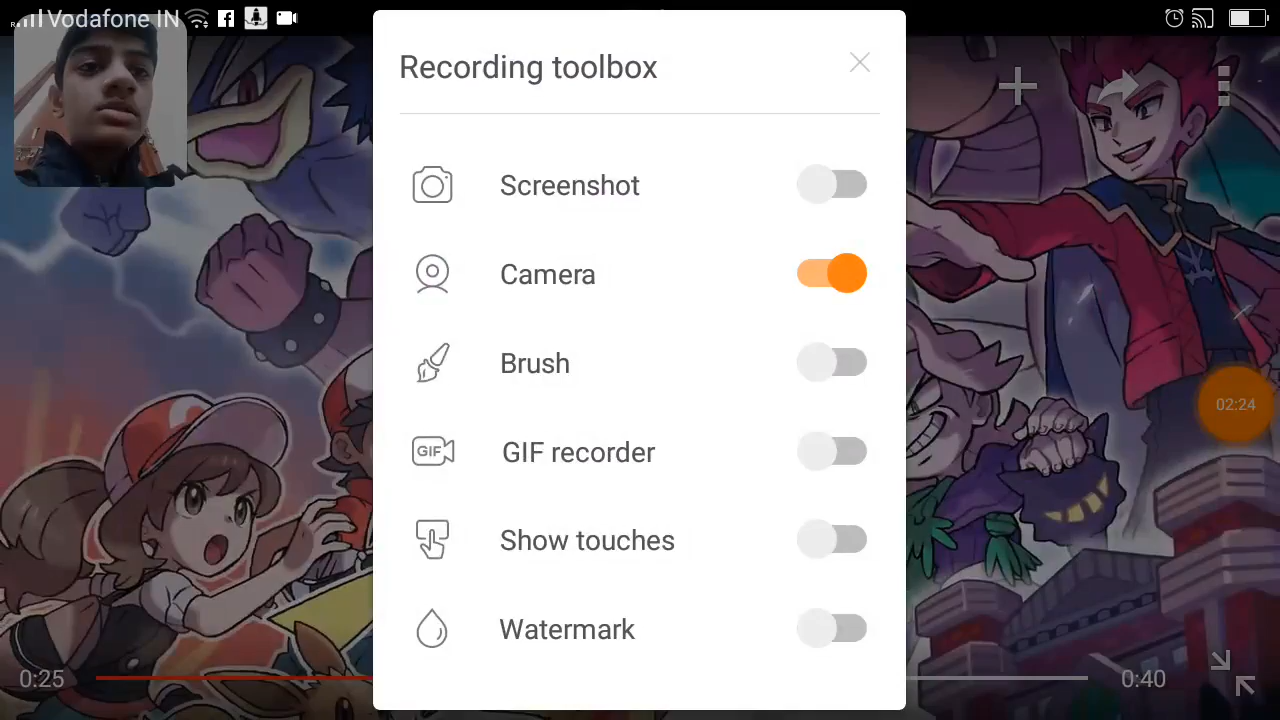 Vodafone IN
Recording toolbox
Screenshot
Camera
Brush
02:24
GIF GIF recorder
Show touches
Watermark
0:25
0:40